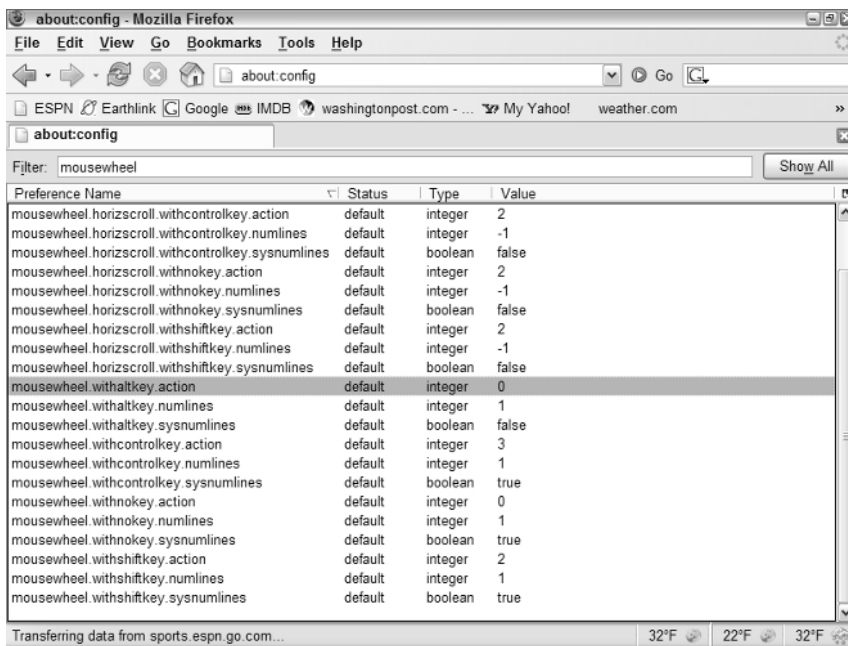 about:config - Mozilla Firefox
File Edit View Go Bookmarks Tools Help
about:config Go G
ESPN Earthlink G Google IMDB washingtonpost.com - ... Y! My Yahoo! weather.com »
about:config
Filter: mousewheel Show All
Preference Name Status Type Value
mousewheel.horizscroll.withcontrolkey.action default integer 2
mousewheel.horizscroll.withcontrolkey.numlines default integer -1
mousewheel.horizscroll.withcontrolkey.sysnumlines default boolean false
mousewheel.horizscroll.withnokey.action default integer 2
mousewheel.horizscroll.withnokey.numlines default integer -1
mousewheel.horizscroll.withnokey.sysnumlines default boolean false
mousewheel.horizscroll.withshiftkey.action default integer 2
mousewheel.horizscroll.withshiftkey.numlines default integer -1
mousewheel.horizscroll.withshiftkey.sysnumlines default boolean false
mousewheel.withaltkey.action default integer 0
mousewheel.withaltkey.numlines default integer 1
mousewheel.withaltkey.sysnumlines default boolean false
mousewheel.withcontrolkey.action default integer 3
mousewheel.withcontrolkey.numlines default integer 1
mousewheel.withcontrolkey.sysnumlines default boolean true
mousewheel.withnokey.action default integer 0
mousewheel.withnokey.numlines default integer 1
mousewheel.withnokey.sysnumlines default boolean true
mousewheel.withshiftkey.action default integer 2
mousewheel.withshiftkey.numlines default integer 1
mousewheel.withshiftkey.sysnumlines default boolean true
Transferring data from sports.espn.go.com... 32°F 22°F 32°F